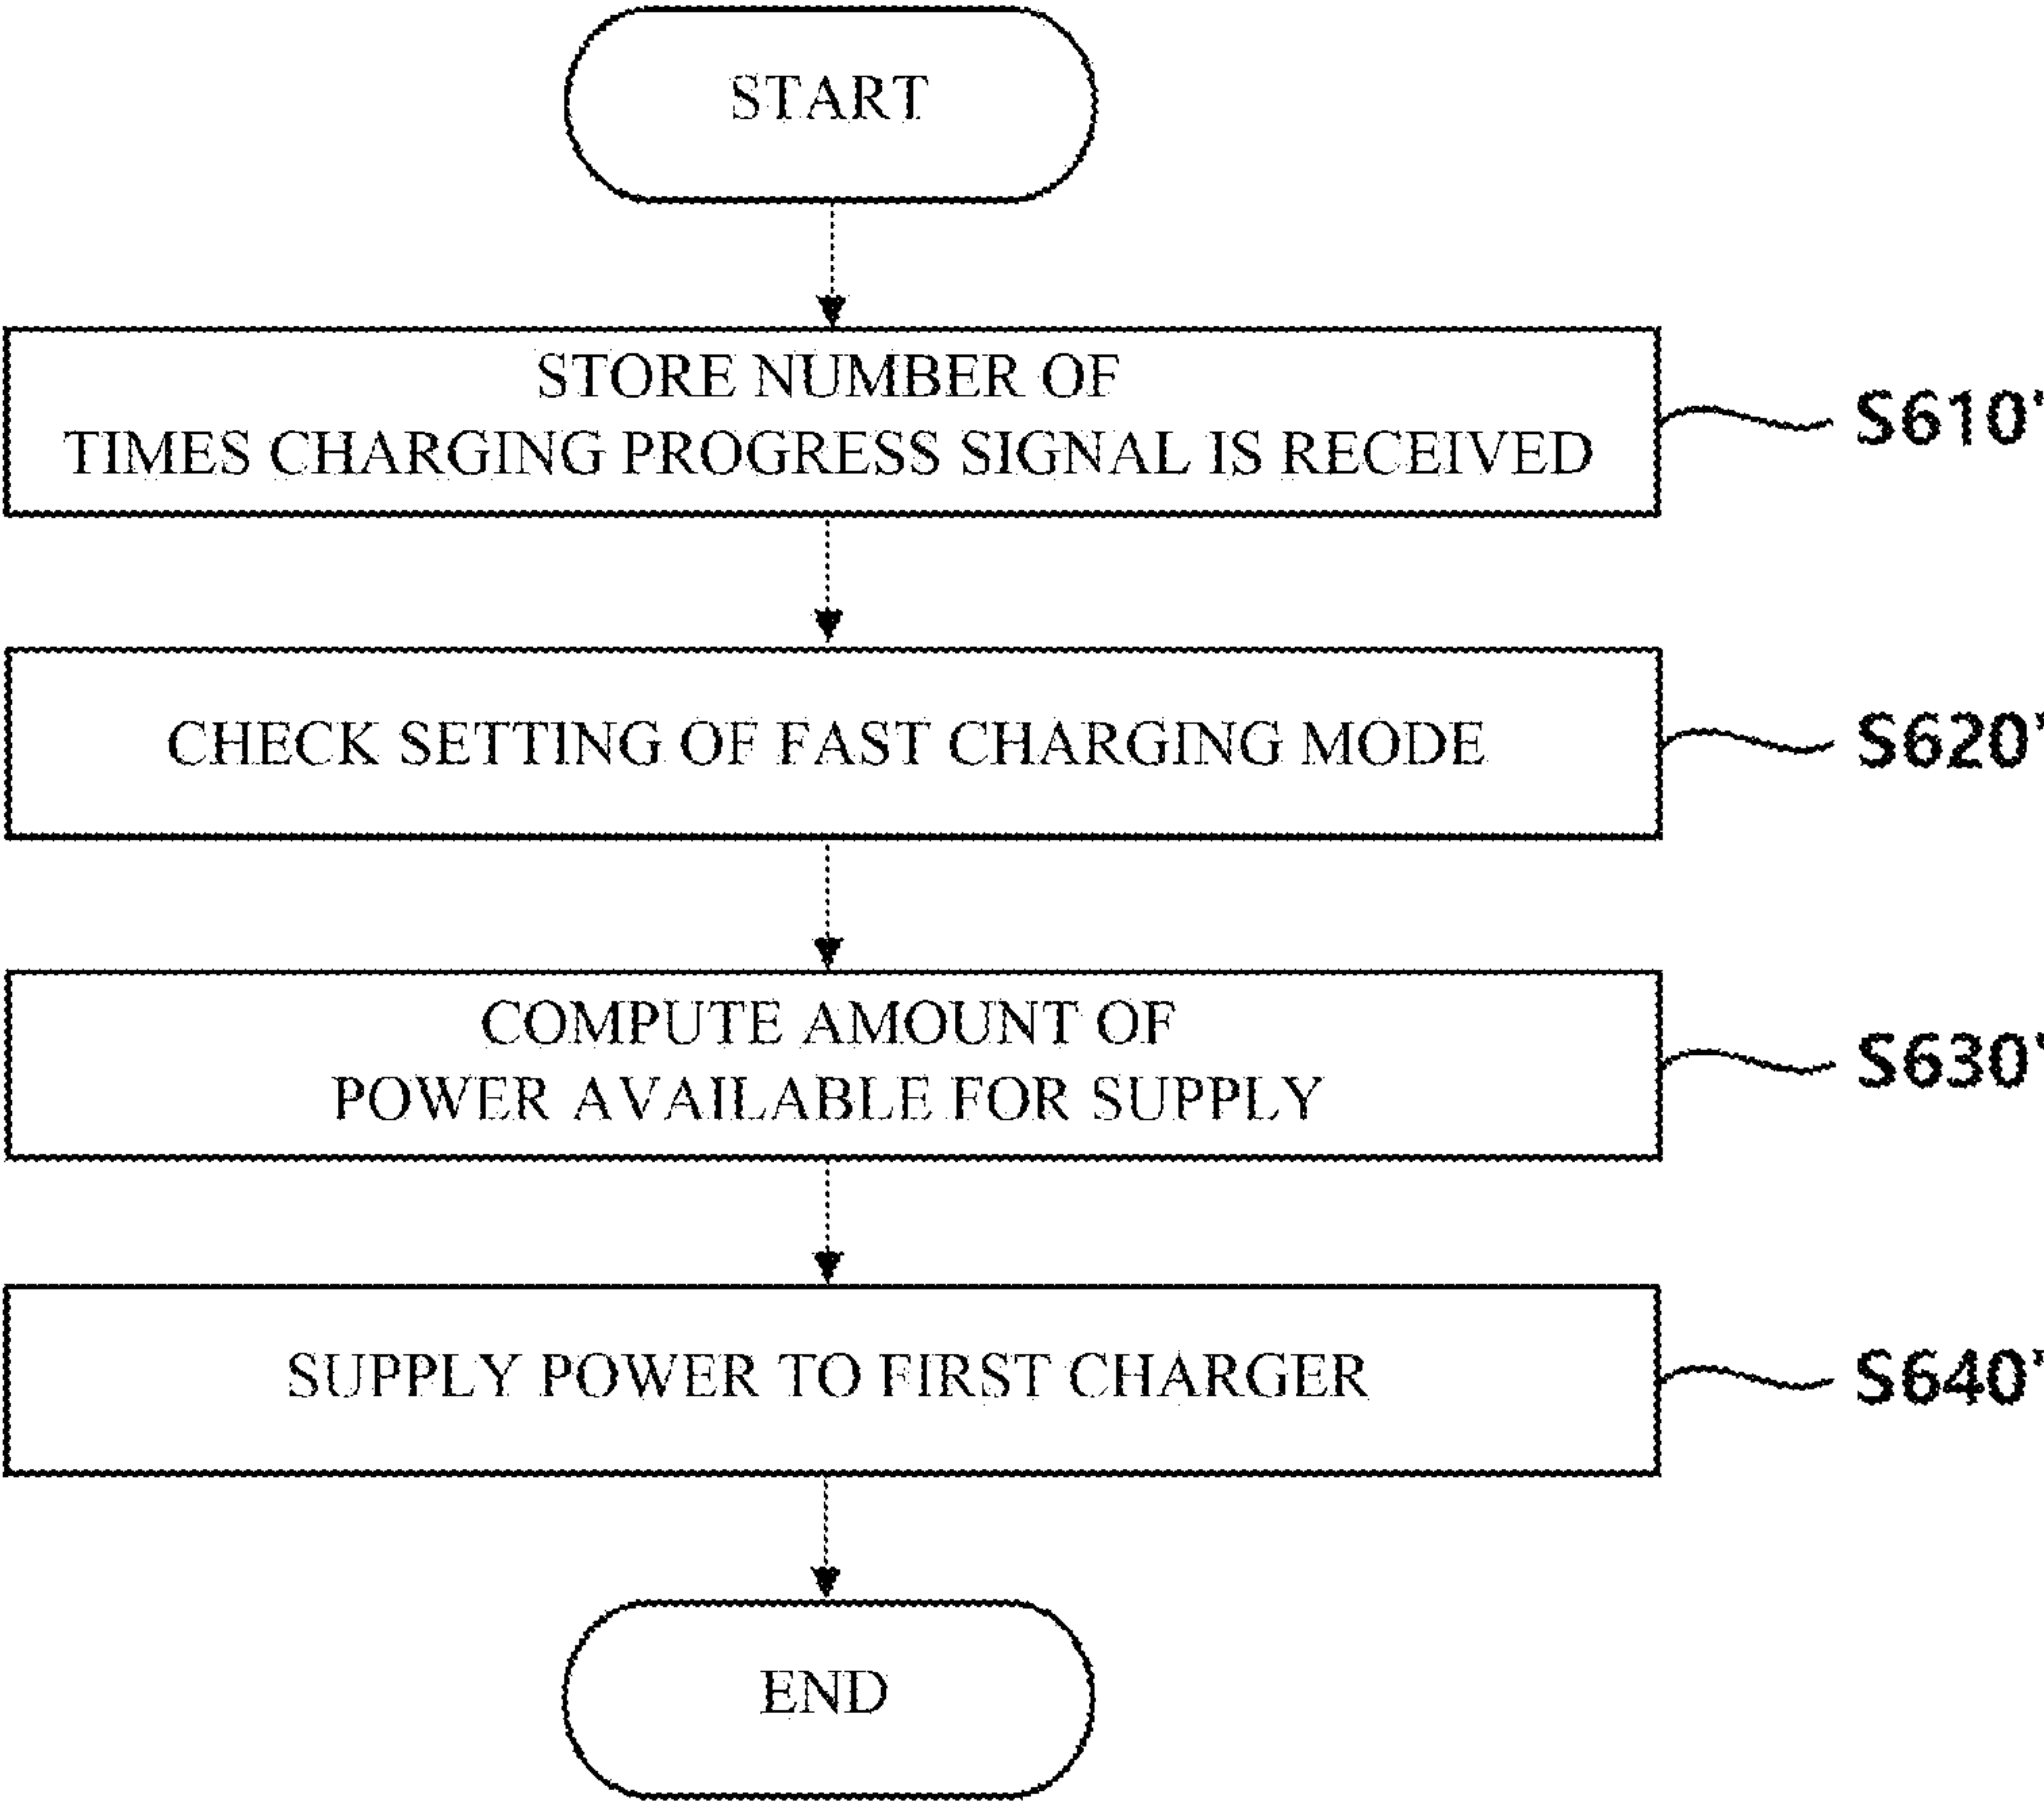 START
STORE NUMBER OF
TIMES CHARGING PROGRESS SIGNAL IS RECEIVED
S610'
CHECK SETTING OF FAST CHARGING MODE
S620'
COMPUTE AMOUNT OF
POWER AVAILABLE FOR SUPPLY
S630'
SUPPLY POWER TO FIRST CHARGER
S640'
END